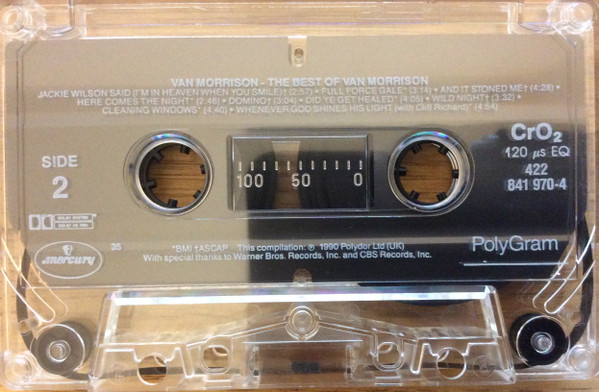 VAN MORRISON - THE BEST OF VAN MORRISON
JACKIE WILSON SAID (I'M IN HEAVEN WHEN YOU SMILE)† (2:57) • FULL FORCE GALE* (3:14) • AND IT STONED ME† (4:28) •
HERE COMES THE NIGHT* (2:46) • DOMINO† (3:04) • DID YE GET HEALED* (4:05) • WILD NIGHT† (3:32) •
CLEANING WINDOWS* (4:40) • WHENEVER GOD SHINES HIS LIGHT (with Cliff Richard)* (4:54)
SIDE
2
100 50 0
CrO2
120 µs EQ
422
841 970-4
DOLBY SYSTEM
mercury
35
*BMI †ASCAP - This compilation: ℗ 1990 Polydor Ltd (UK)
With special thanks to Warner Bros. Records, Inc. and CBS Records, Inc.
PolyGram